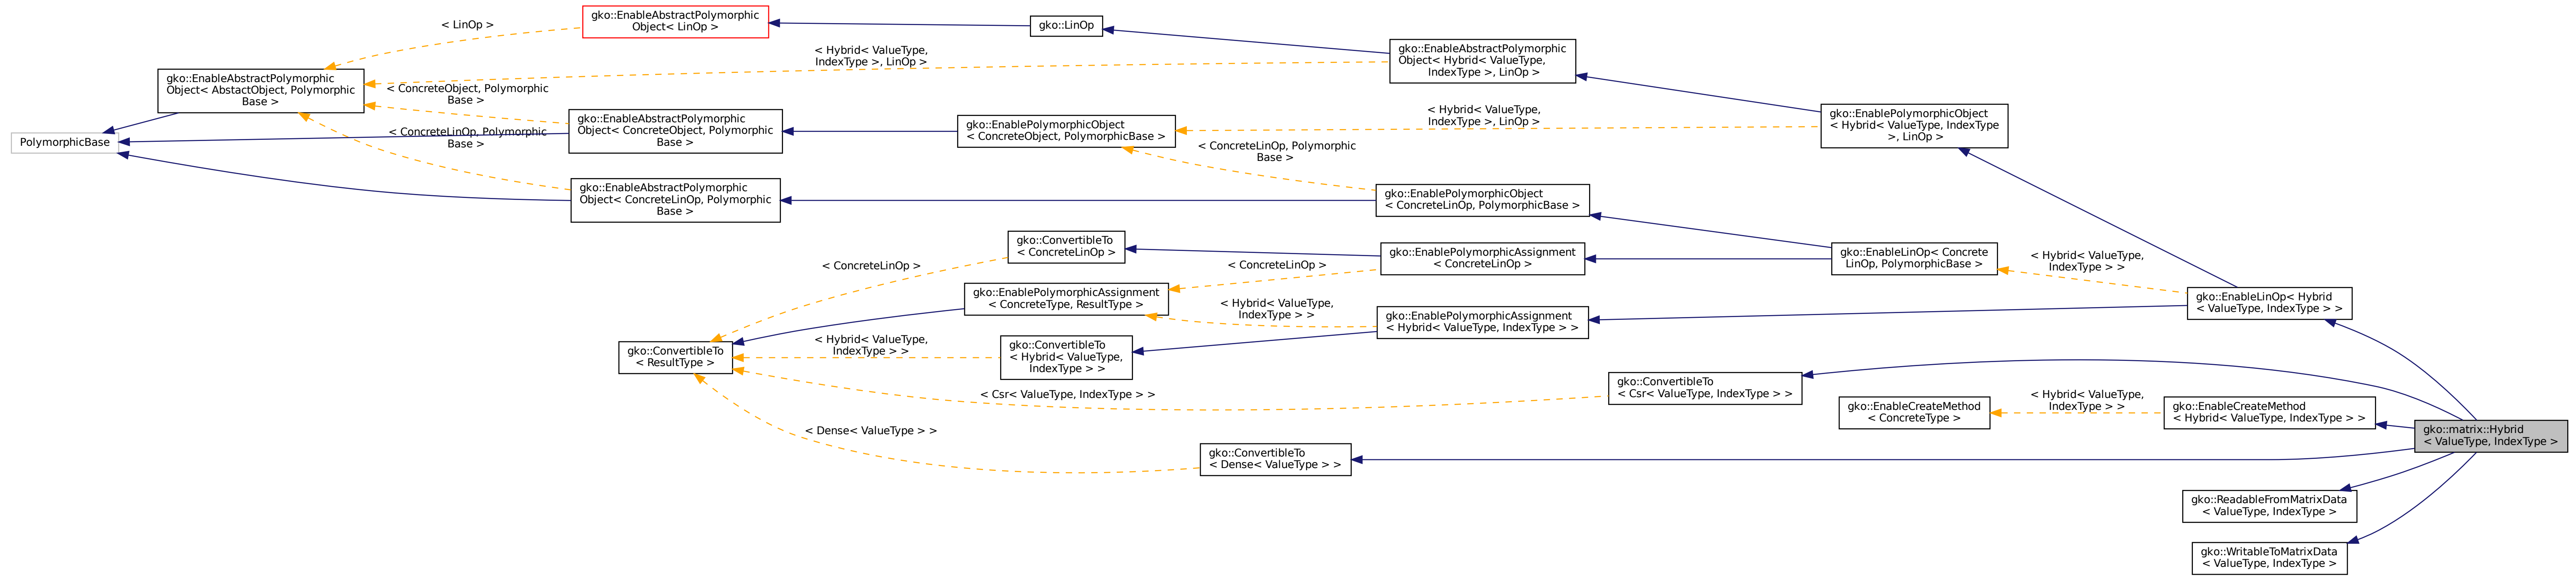 gko::EnableAbstractPolymorphic
Object< LinOp >
< LinOp >
gko::LinOp
< Hybrid< ValueType,
IndexType >, LinOp >
gko::EnableAbstractPolymorphic
Object< Hybrid< ValueType,
IndexType >, LinOp >
gko::EnableAbstractPolymorphic
Object< AbstactObject, Polymorphic
Base >
< ConcreteObject, Polymorphic
Base >
gko::EnableAbstractPolymorphic
Object< ConcreteObject, Polymorphic
Base >
gko::EnablePolymorphicObject
< ConcreteObject, PolymorphicBase >
< Hybrid< ValueType,
IndexType >, LinOp >
gko::EnablePolymorphicObject
< Hybrid< ValueType, IndexType
>, LinOp >
PolymorphicBase
< ConcreteLinOp, Polymorphic
Base >
< ConcreteLinOp, Polymorphic
Base >
gko::EnableAbstractPolymorphic
Object< ConcreteLinOp, Polymorphic
Base >
gko::EnablePolymorphicObject
< ConcreteLinOp, PolymorphicBase >
gko::ConvertibleTo
< ConcreteLinOp >
< ConcreteLinOp >
< ConcreteLinOp >
gko::EnablePolymorphicAssignment
< ConcreteLinOp >
gko::EnableLinOp< Concrete
LinOp, PolymorphicBase >
< Hybrid< ValueType,
IndexType > >
gko::EnablePolymorphicAssignment
< ConcreteType, ResultType >
< Hybrid< ValueType,
IndexType > >
gko::EnablePolymorphicAssignment
< Hybrid< ValueType, IndexType > >
gko::EnableLinOp< Hybrid
< ValueType, IndexType > >
gko::ConvertibleTo
< ResultType >
< Hybrid< ValueType,
IndexType > >
gko::ConvertibleTo
< Hybrid< ValueType,
IndexType > >
< Csr< ValueType, IndexType > >
gko::ConvertibleTo
< Csr< ValueType, IndexType > >
gko::EnableCreateMethod
< ConcreteType >
< Hybrid< ValueType,
IndexType > >
gko::EnableCreateMethod
< Hybrid< ValueType, IndexType > >
gko::matrix::Hybrid
< ValueType, IndexType >
< Dense< ValueType > >
gko::ConvertibleTo
< Dense< ValueType > >
gko::ReadableFromMatrixData
< ValueType, IndexType >
gko::WritableToMatrixData
< ValueType, IndexType >